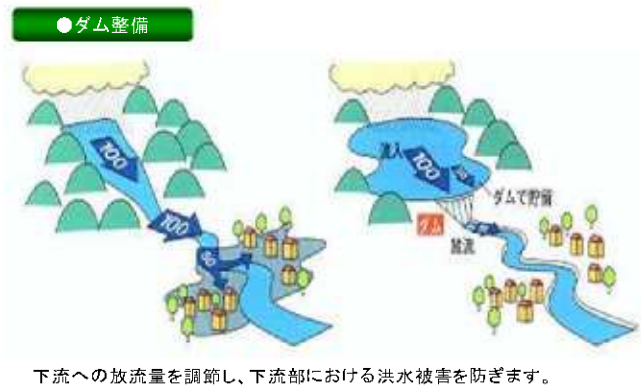 ●ダム整備
100
100
流入
100
ダムで貯備
ダム
放流
下流への放流量を調節し、下流部における洪水被害を防ぎます。